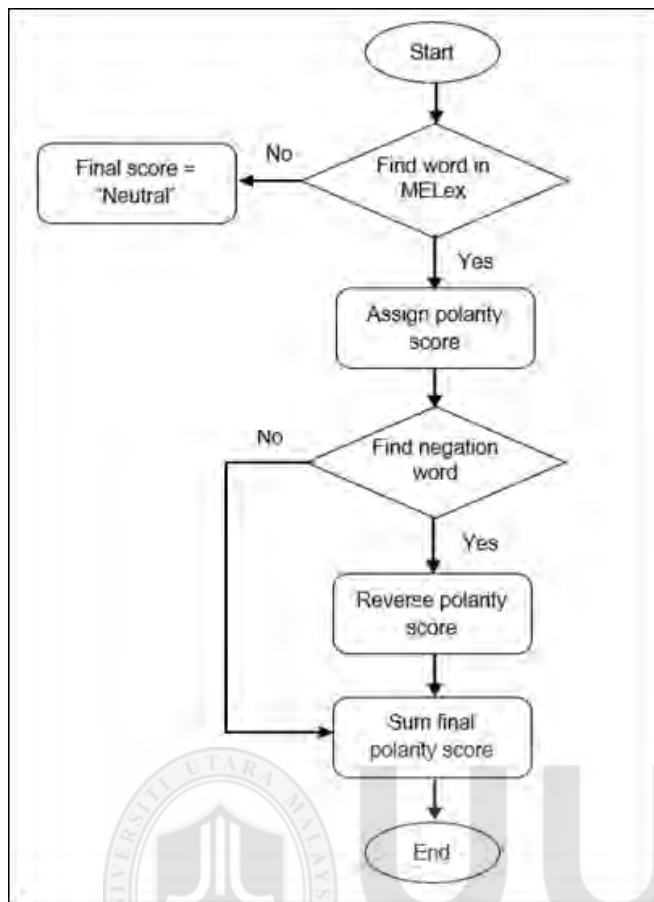 Start
Find word in
MELex
No
Final score =
"Neutral"
Yes
Assign polarity
score
Find negation
word
No
Yes
Reverse polarity
score
Sum final
polarity score
End
UTARA